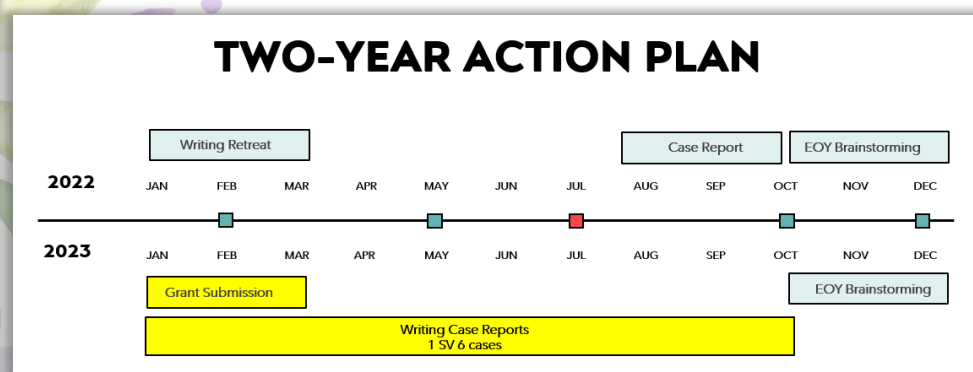 TWO-YEAR ACTION PLAN
Writing Retreat
Case Report
EOY Brainstorming
2022
JAN FEB MAR APR MAY JUN JUL AUG SEP OCT NOV DEC
2023
JAN FEB MAR APR MAY JUN JUL AUG SEP OCT NOV DEC
Grant Submission
EOY Brainstorming
Writing Case Reports
1 SV 6 cases